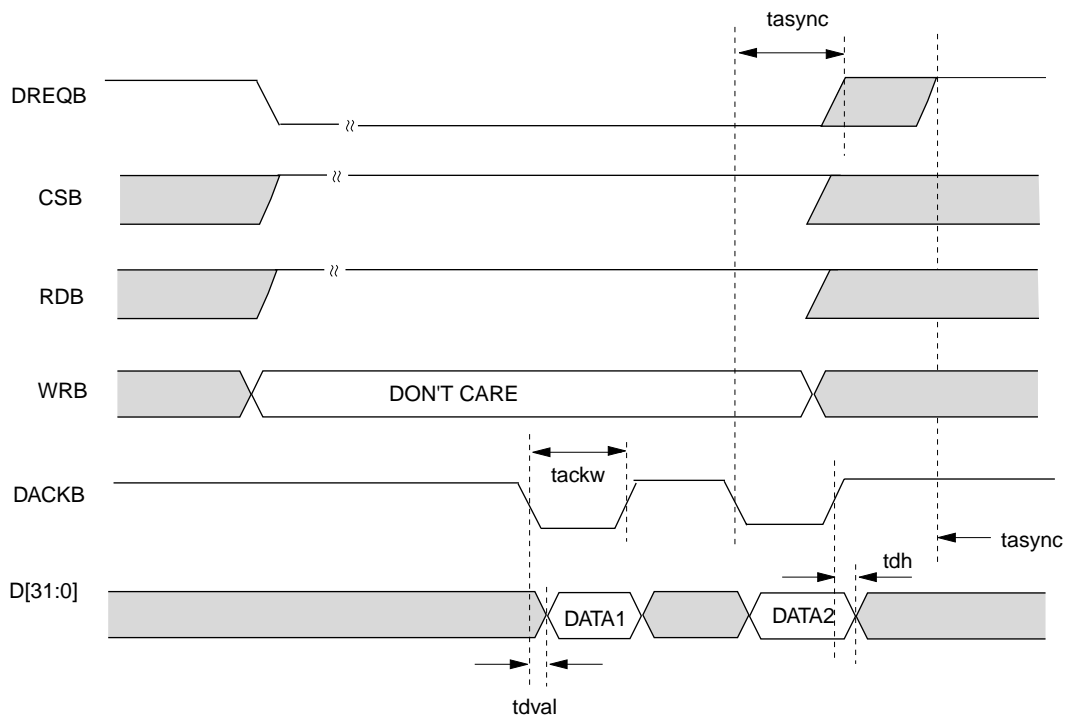 tasync
DREQB
CSB
RDB
WRB
DON'T CARE
tackw
DACKB
tasync
tdh
D[31:0]
DATA1
DATA2
tdval